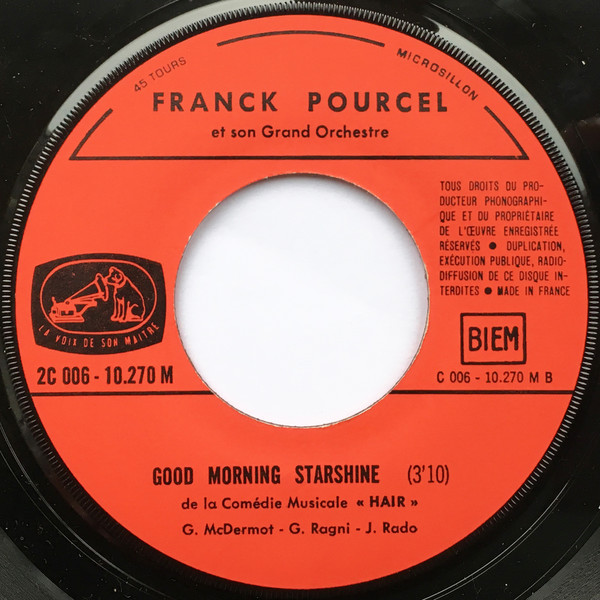 45 TOURS
MICROSILLON
FRANCK POURCEL
et son Grand Orchestre
TOUS DROITS DU PRO-
DUCTEUR PHONOGRAPHI-
QUE ET DU PROPRIÉTAIRE
DE L'ŒUVRE ENREGISTRÉE
RÉSERVÉS ● DUPLICATION,
EXÉCUTION PUBLIQUE, RADIO-
DIFFUSION DE CE DISQUE IN-
TERDITES ● MADE IN FRANCE
LA VOIX DE SON MAITRE
BIEM
2C 006 - 10.270 M
C 006 - 10.270 M B
GOOD MORNING STARSHINE (3'10)
de la Comédie Musicale « HAIR »
G. McDermot - G. Ragni - J. Rado